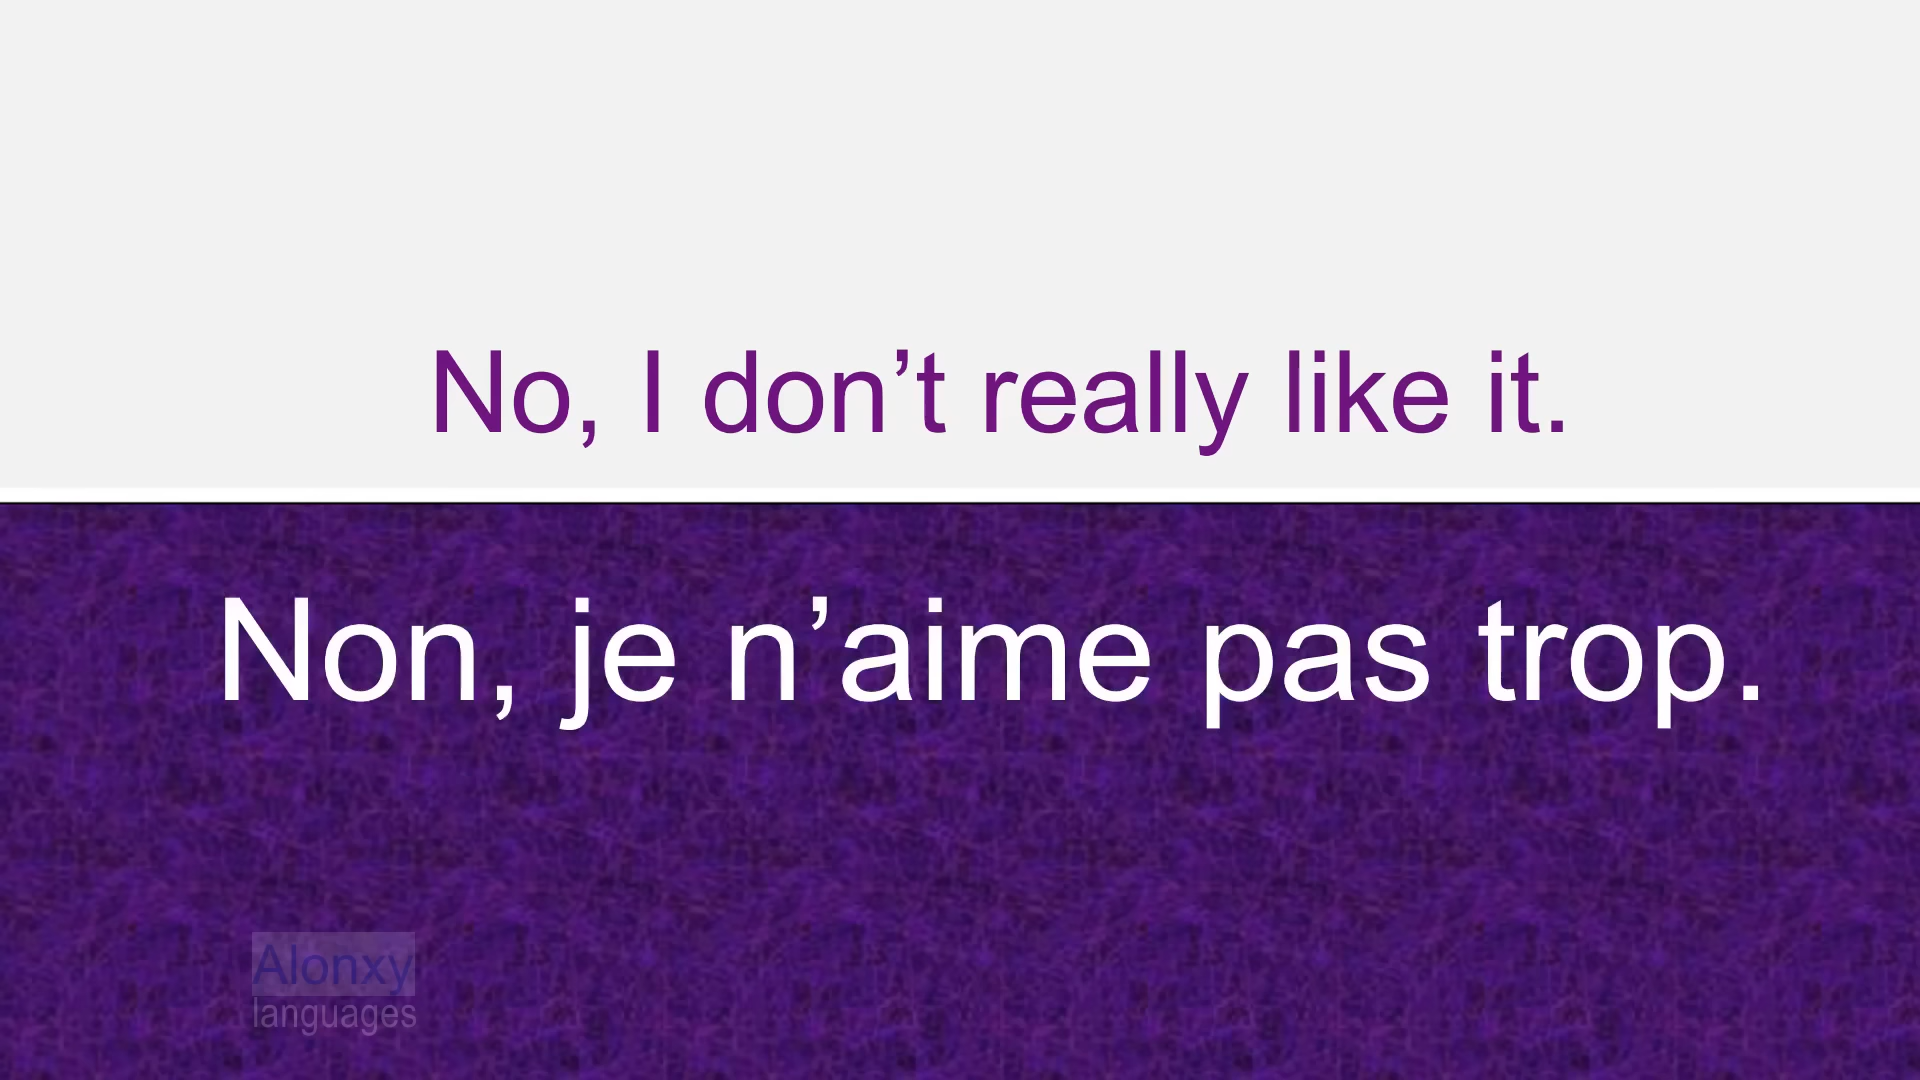 No, I don’t really like it.
Non, je n’aime pas trop.
Alonxy
languages